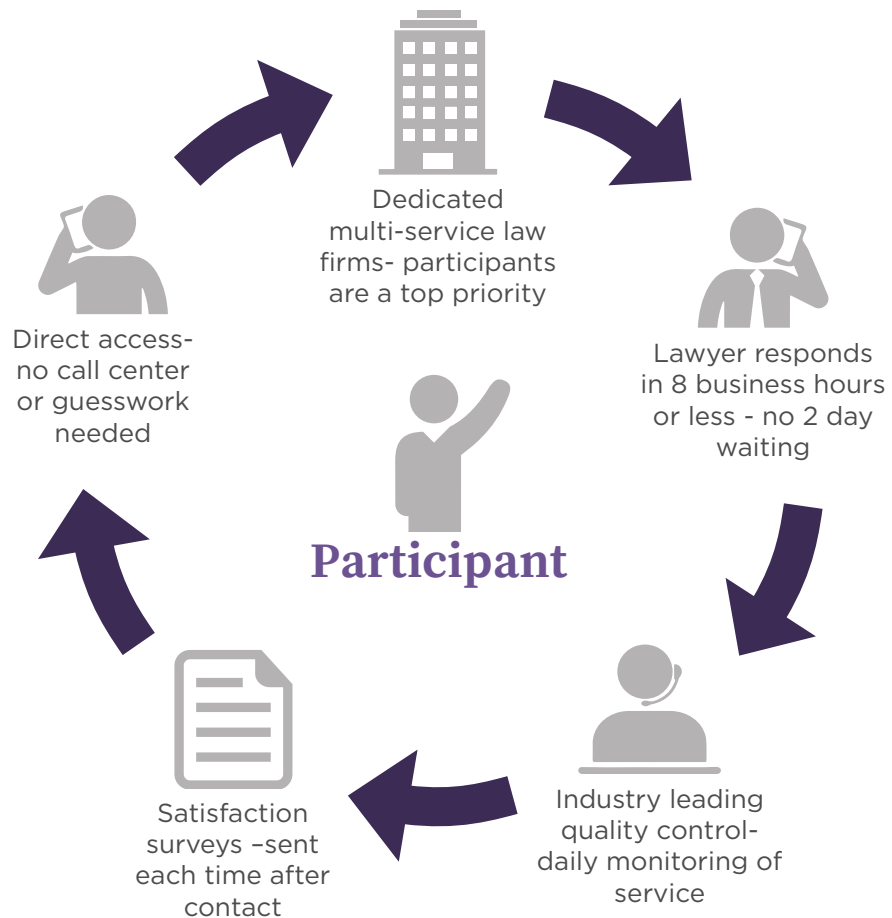 Dedicated
multi-service law
firms- participants
are a top priority
Lawyer responds
in 8 business hours
or less - no 2 day
waiting
Industry leading
quality control-
daily monitoring of
service
Satisfaction
surveys –sent
each time after
contact
Direct access-
no call center
or guesswork
needed
Participant